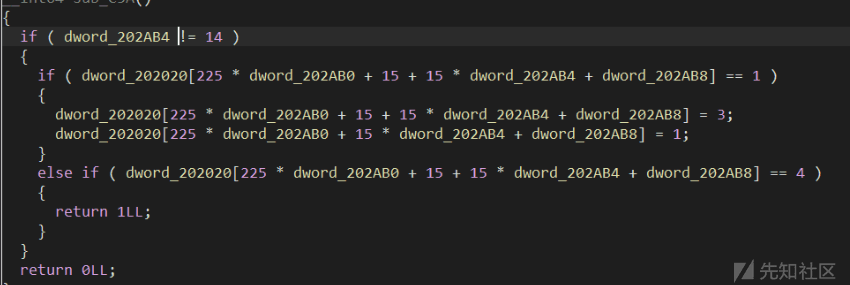 __int64 sub_C3A()
{
  if ( dword_202AB4 != 14 )
  {
    if ( dword_202020[225 * dword_202AB0 + 15 + 15 * dword_202AB4 + dword_202AB8] == 1 )
    {
      dword_202020[225 * dword_202AB0 + 15 + 15 * dword_202AB4 + dword_202AB8] = 3;
      dword_202020[225 * dword_202AB0 + 15 * dword_202AB4 + dword_202AB8] = 1;
    }
    else if ( dword_202020[225 * dword_202AB0 + 15 + 15 * dword_202AB4 + dword_202AB8] == 4 )
    {
      return 1LL;
    }
  }
  return 0LL;
先知社区